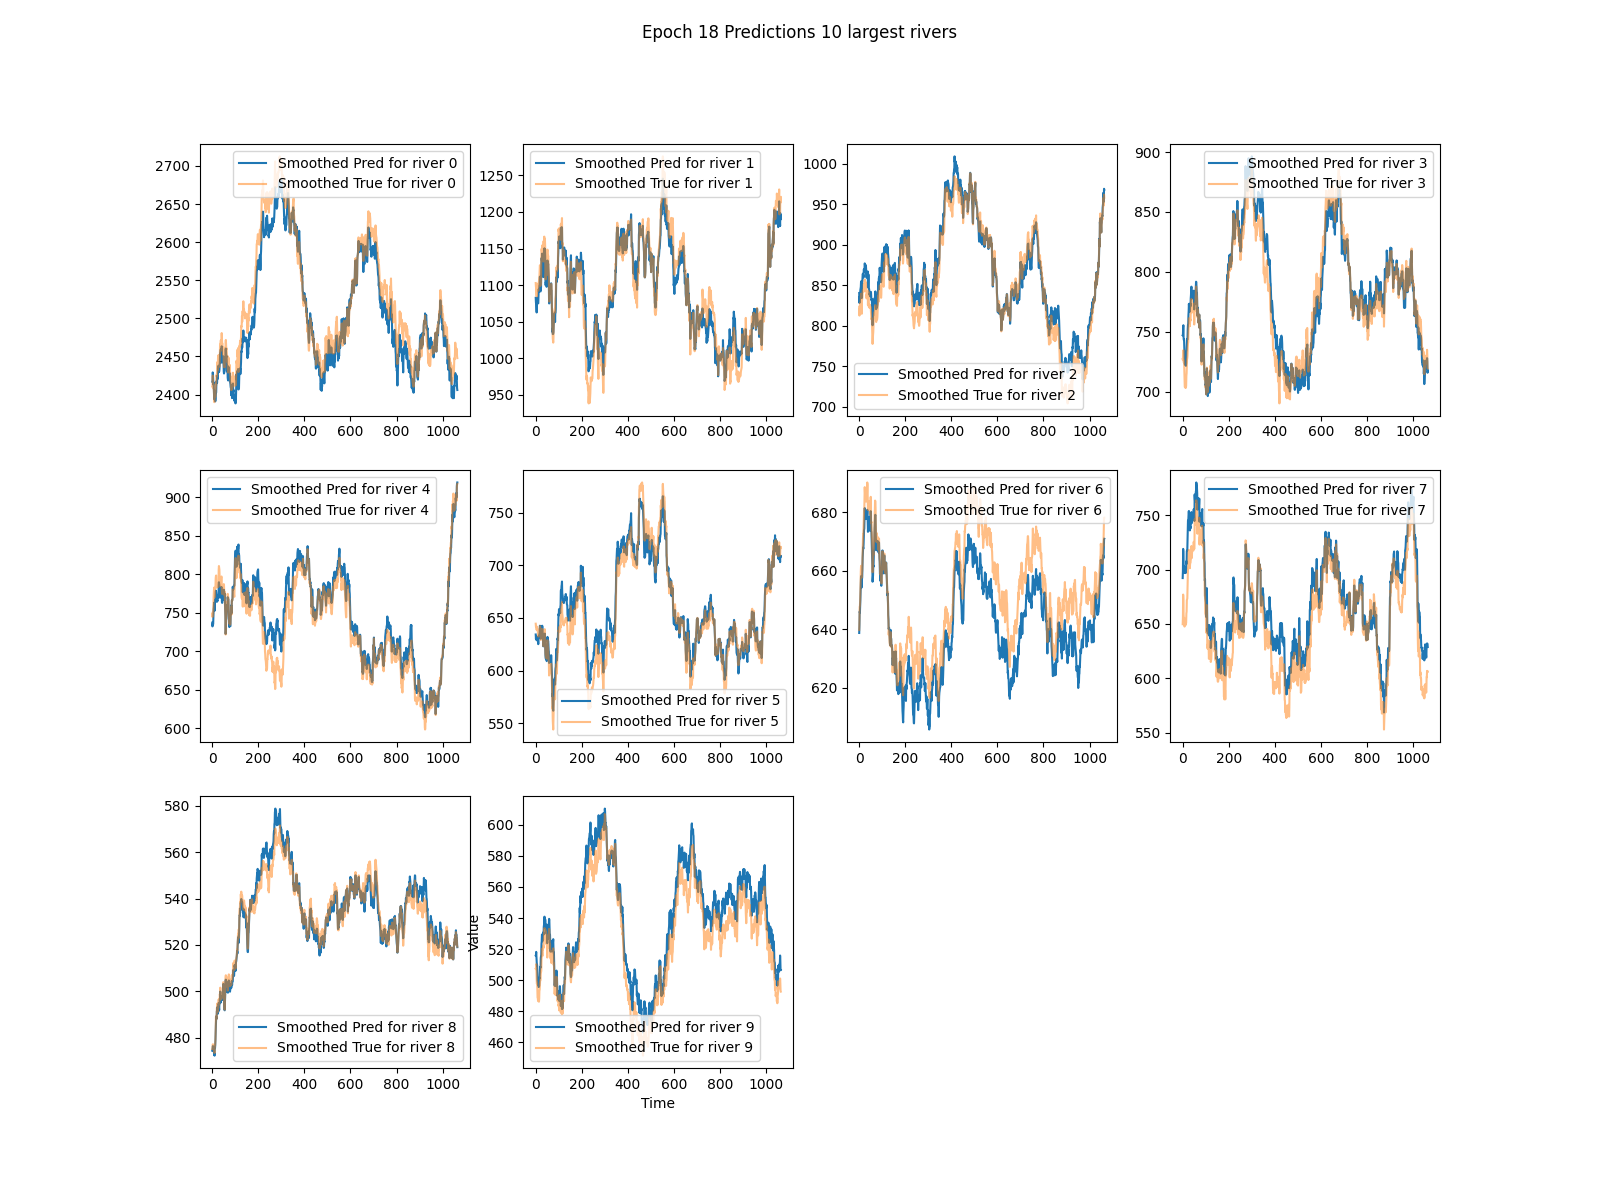 Epoch 18 Predictions 10 largest rivers
Smoothed Pred for river 0
Smoothed True for river 0
2700
2650
2600
2550
2500
2450
2400
0 200 400 600 800 1000
Smoothed Pred for river 1
Smoothed True for river 1
1250
1200
1150
1100
1050
1000
950
0 200 400 600 800 1000
1000
950
900
850
800
750
700
Smoothed Pred for river 2
Smoothed True for river 2
0 200 400 600 800 1000
Smoothed Pred for river 3
Smoothed True for river 3
900
850
800
750
700
0 200 400 600 800 1000
Smoothed Pred for river 4
Smoothed True for river 4
900
850
800
750
700
650
600
0 200 400 600 800 1000
750
700
650
600
550
Smoothed Pred for river 5
Smoothed True for river 5
0 200 400 600 800 1000
Smoothed Pred for river 6
Smoothed True for river 6
680
660
640
620
0 200 400 600 800 1000
Smoothed Pred for river 7
Smoothed True for river 7
750
700
650
600
550
0 200 400 600 800 1000
580
560
540
520
500
480
Smoothed Pred for river 8
Smoothed True for river 8
0 200 400 600 800 1000
Value
600
580
560
540
520
500
480
460
Smoothed Pred for river 9
Smoothed True for river 9
0 200 400 600 800 1000
Time